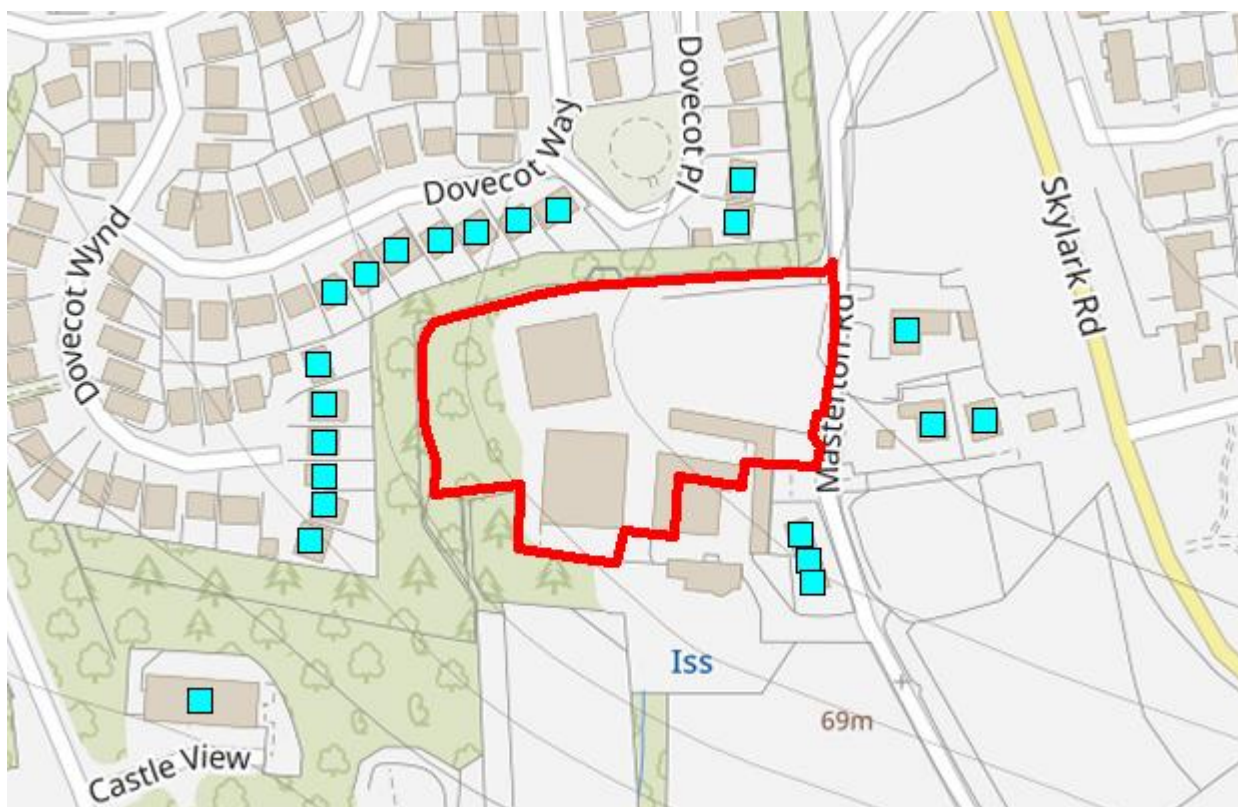 Dovecot Way
Dovecot Pl
Dovecot Wynd
Skylark Rd
Masterton Rd
Iss
69m
Castle View